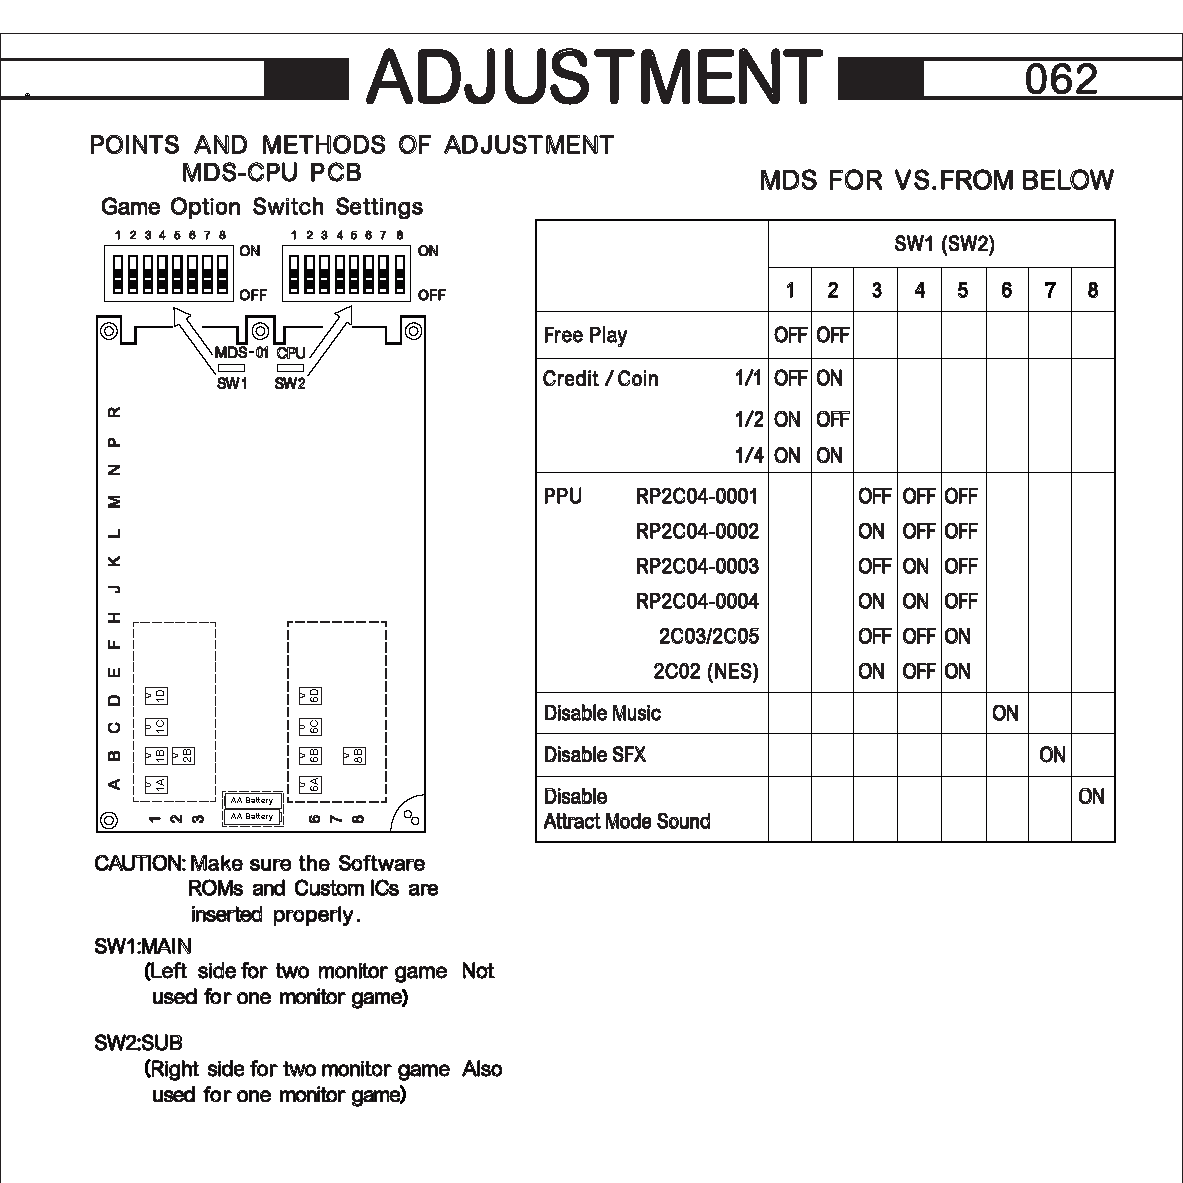 ADJUSTMENT
062
POINTS AND METHODS OF ADJUSTMENT
MDS-CPU PCB
Game Option Switch Settings
1 2 3 4 5 6 7 8
ON
OFF
1 2 3 4 5 6 7 8
ON
OFF
MDS-01 CPU
SW1 SW2
R
P
N
M
L
K
J
H
F
E
D
C
B
A
1D
1C
1B 2B
1A
6D
6C
6B 8B
6A
AA Battery
AA Battery
1 2 3
6 7 8
CAUTION: Make sure the Software
ROMs and Custom ICs are
inserted properly.
SW1:MAIN
(Left side for two monitor game Not
used for one monitor game)
SW2:SUB
(Right side for two monitor game Also
used for one monitor game)
MDS FOR VS.FROM BELOW
SW1 (SW2)
1 2 3 4 5 6 7 8
Free Play OFF OFF
Credit / Coin 1/1 OFF ON
1/2 ON OFF
1/4 ON ON
PPU RP2C04-0001 OFF OFF OFF
RP2C04-0002 ON OFF OFF
RP2C04-0003 OFF ON OFF
RP2C04-0004 ON ON OFF
2C03/2C05 OFF OFF ON
2C02 (NES) ON OFF ON
Disable Music ON
Disable SFX ON
Disable ON
Attract Mode Sound